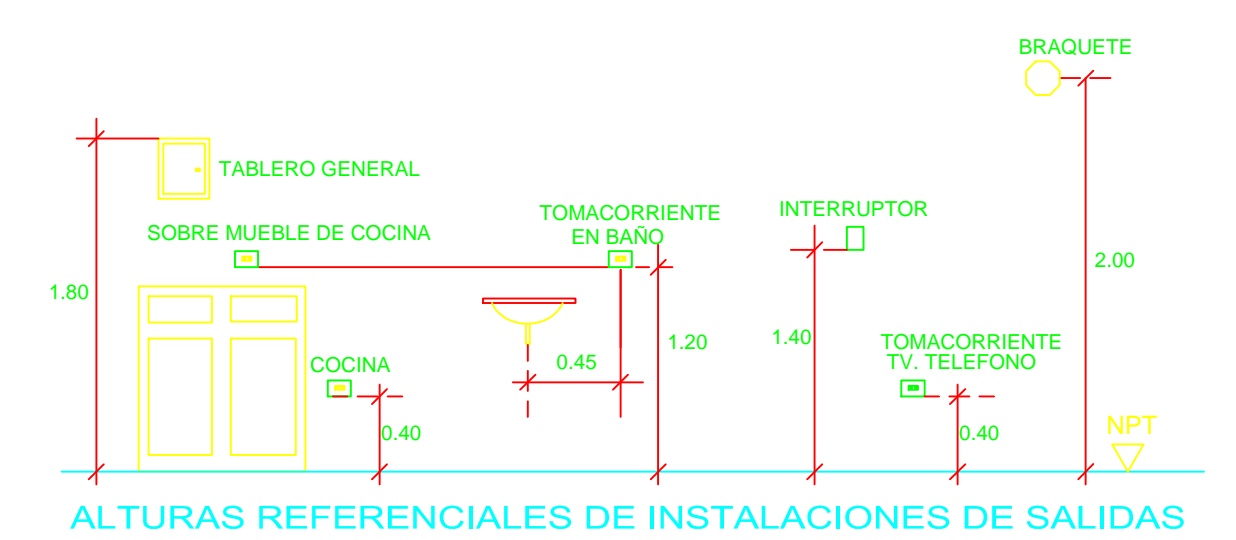 BRAQUETE
TABLERO GENERAL
SOBRE MUEBLE DE COCINA
TOMACORRIENTE
EN BAÑO
INTERRUPTOR
1.80
2.00
COCINA
0.45
1.20
1.40
TOMACORRIENTE
TV. TELEFONO
0.40
0.40
NPT
ALTURAS REFERENCIALES DE INSTALACIONES DE SALIDAS